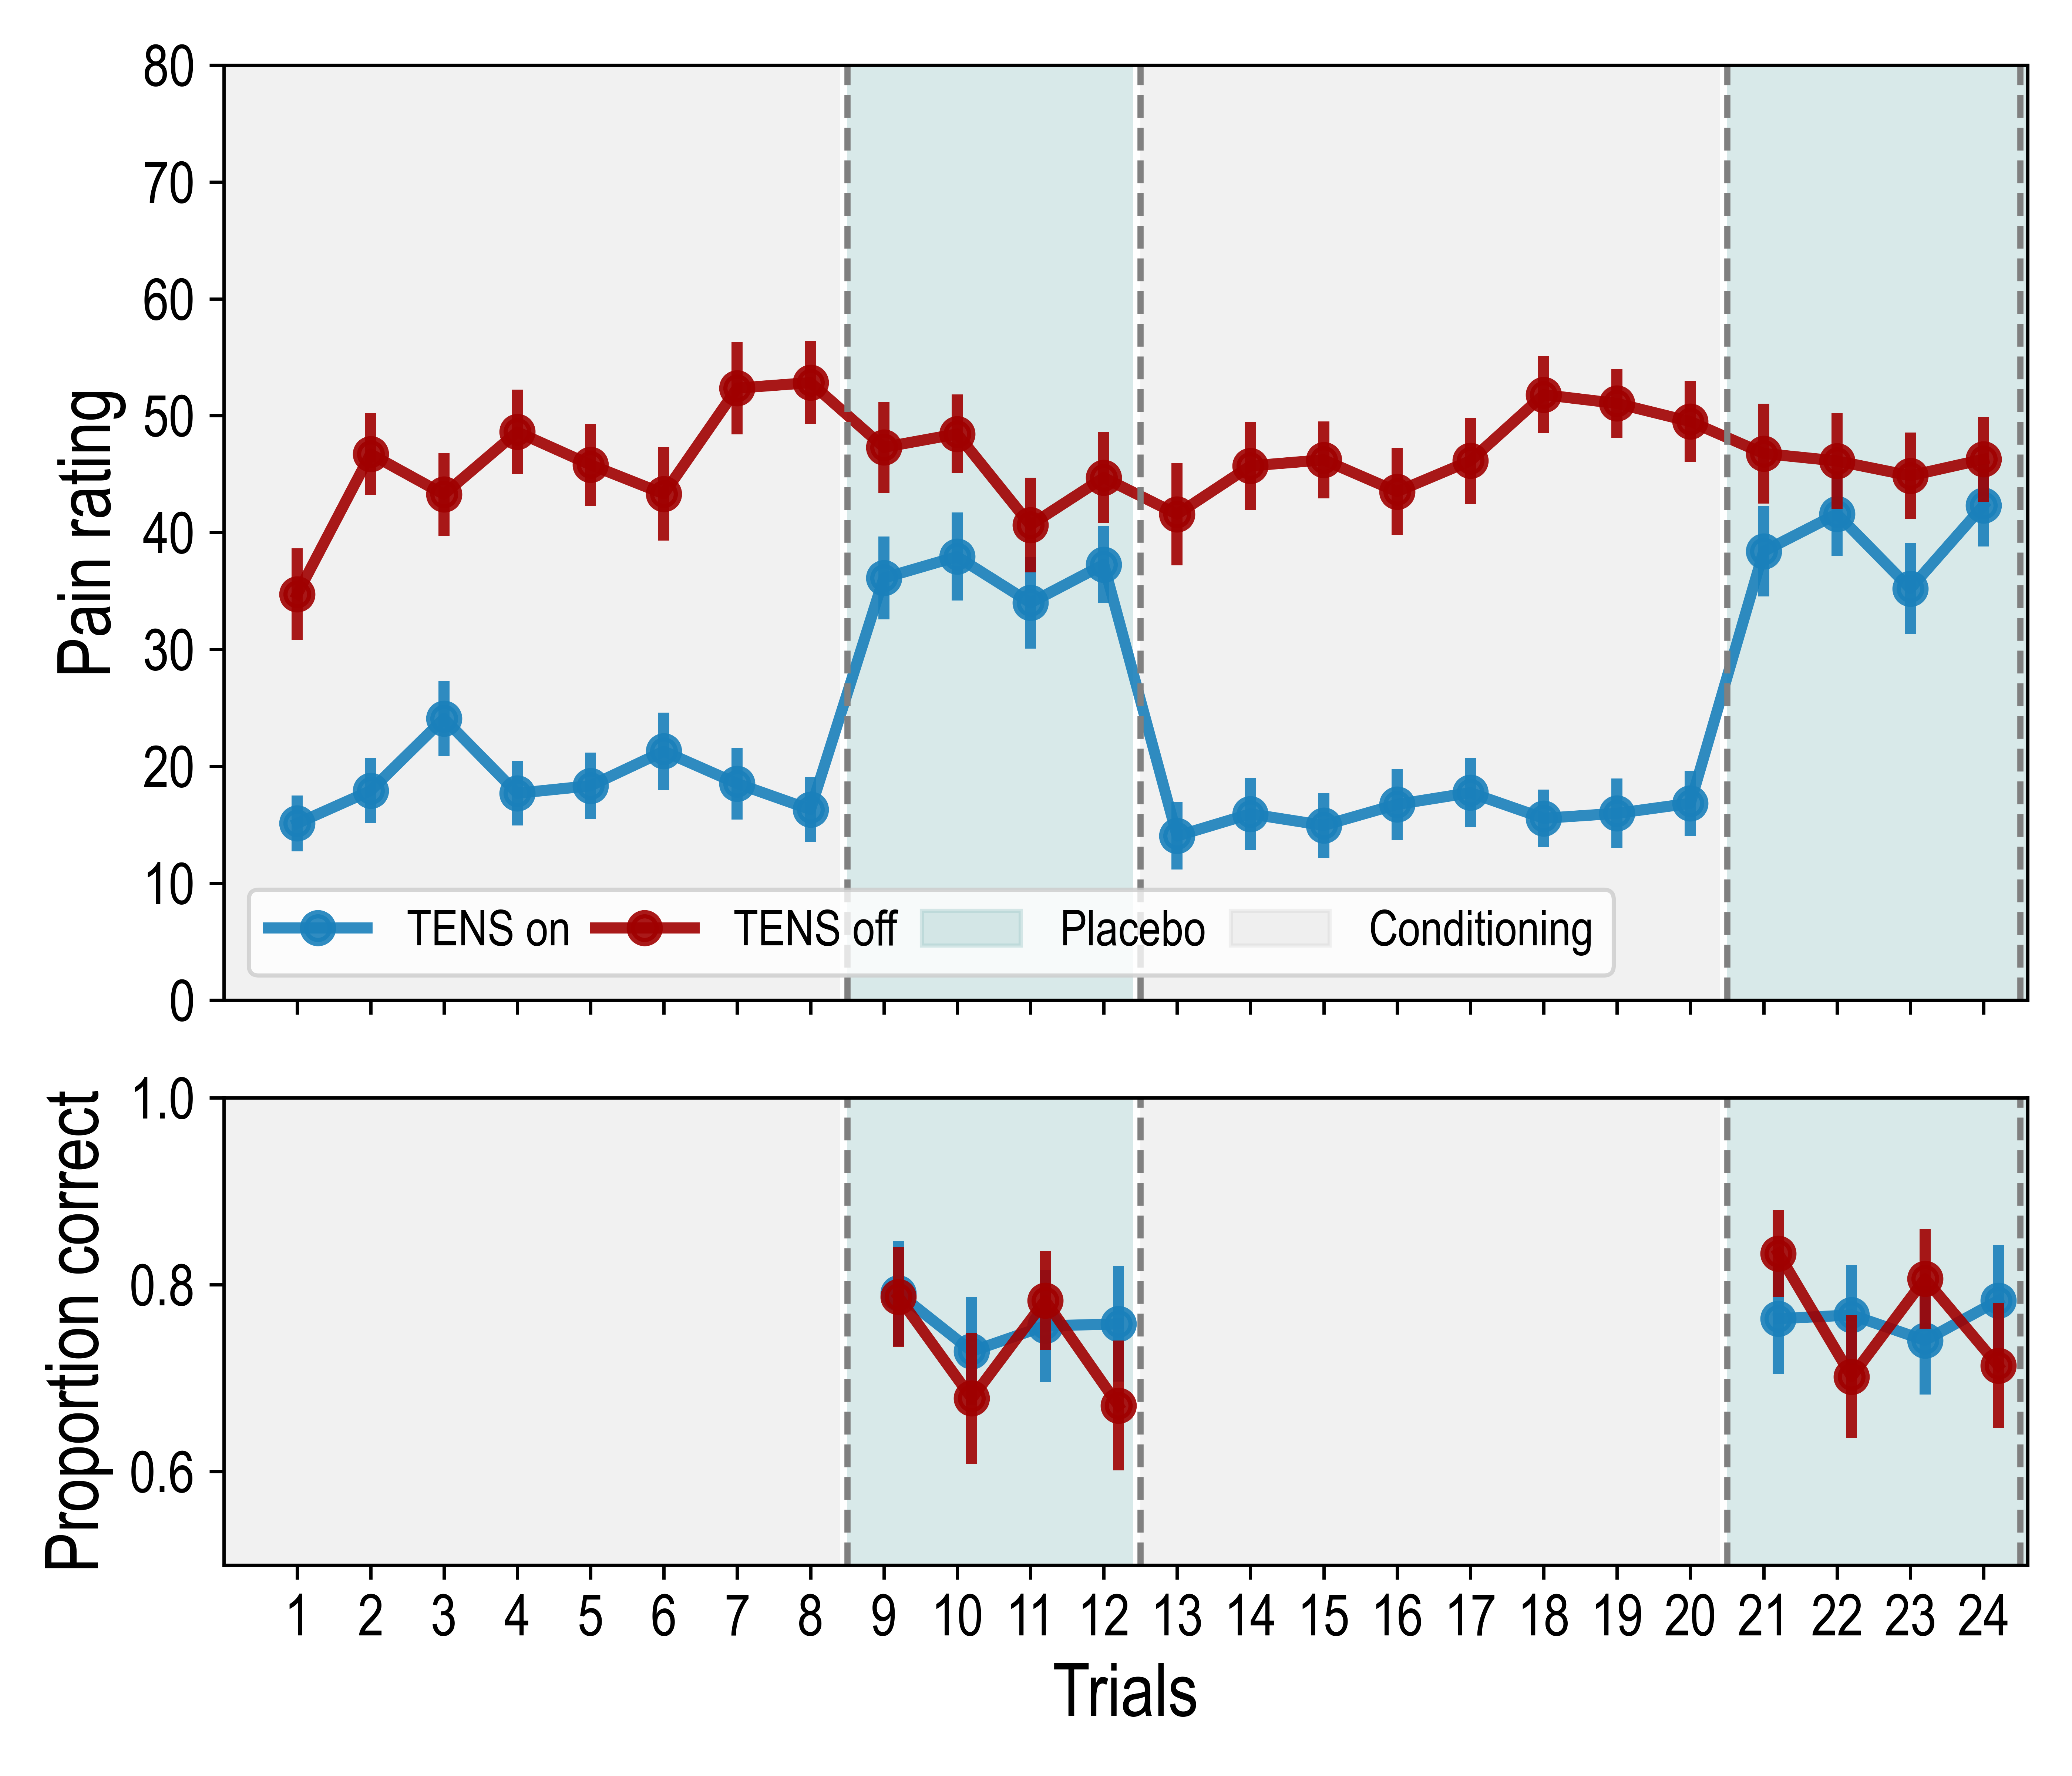 80
70
60
50
40
30
20
10
0
Pain rating
TENS on TENS off Placebo Conditioning
1.0
0.8
0.6
Proportion correct
1 2 3 4 5 6 7 8 9 10 11 12 13 14 15 16 17 18 19 20 21 22 23 24
Trials